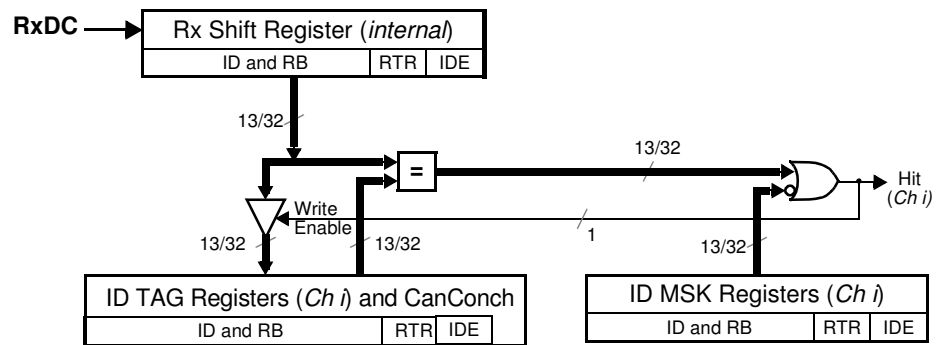 RxDC
Rx Shift Register (internal)
ID and RB RTR IDE
13/32
13/32
=
Hit
(Ch i)
Write
Enable
1
13/32
13/32
13/32
ID TAG Registers (Ch i) and CanConch
ID and RB RTR IDE
ID MSK Registers (Ch i)
ID and RB RTR IDE